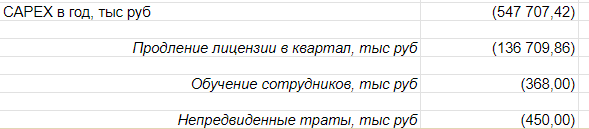 CAPEX в год, тыс руб (547 707,42)
Продление лицензии в квартал, тыс руб (136 709,86)
Обучение сотрудников, тыс руб (368,00)
Непредвиденные траты, тыс руб (450,00)